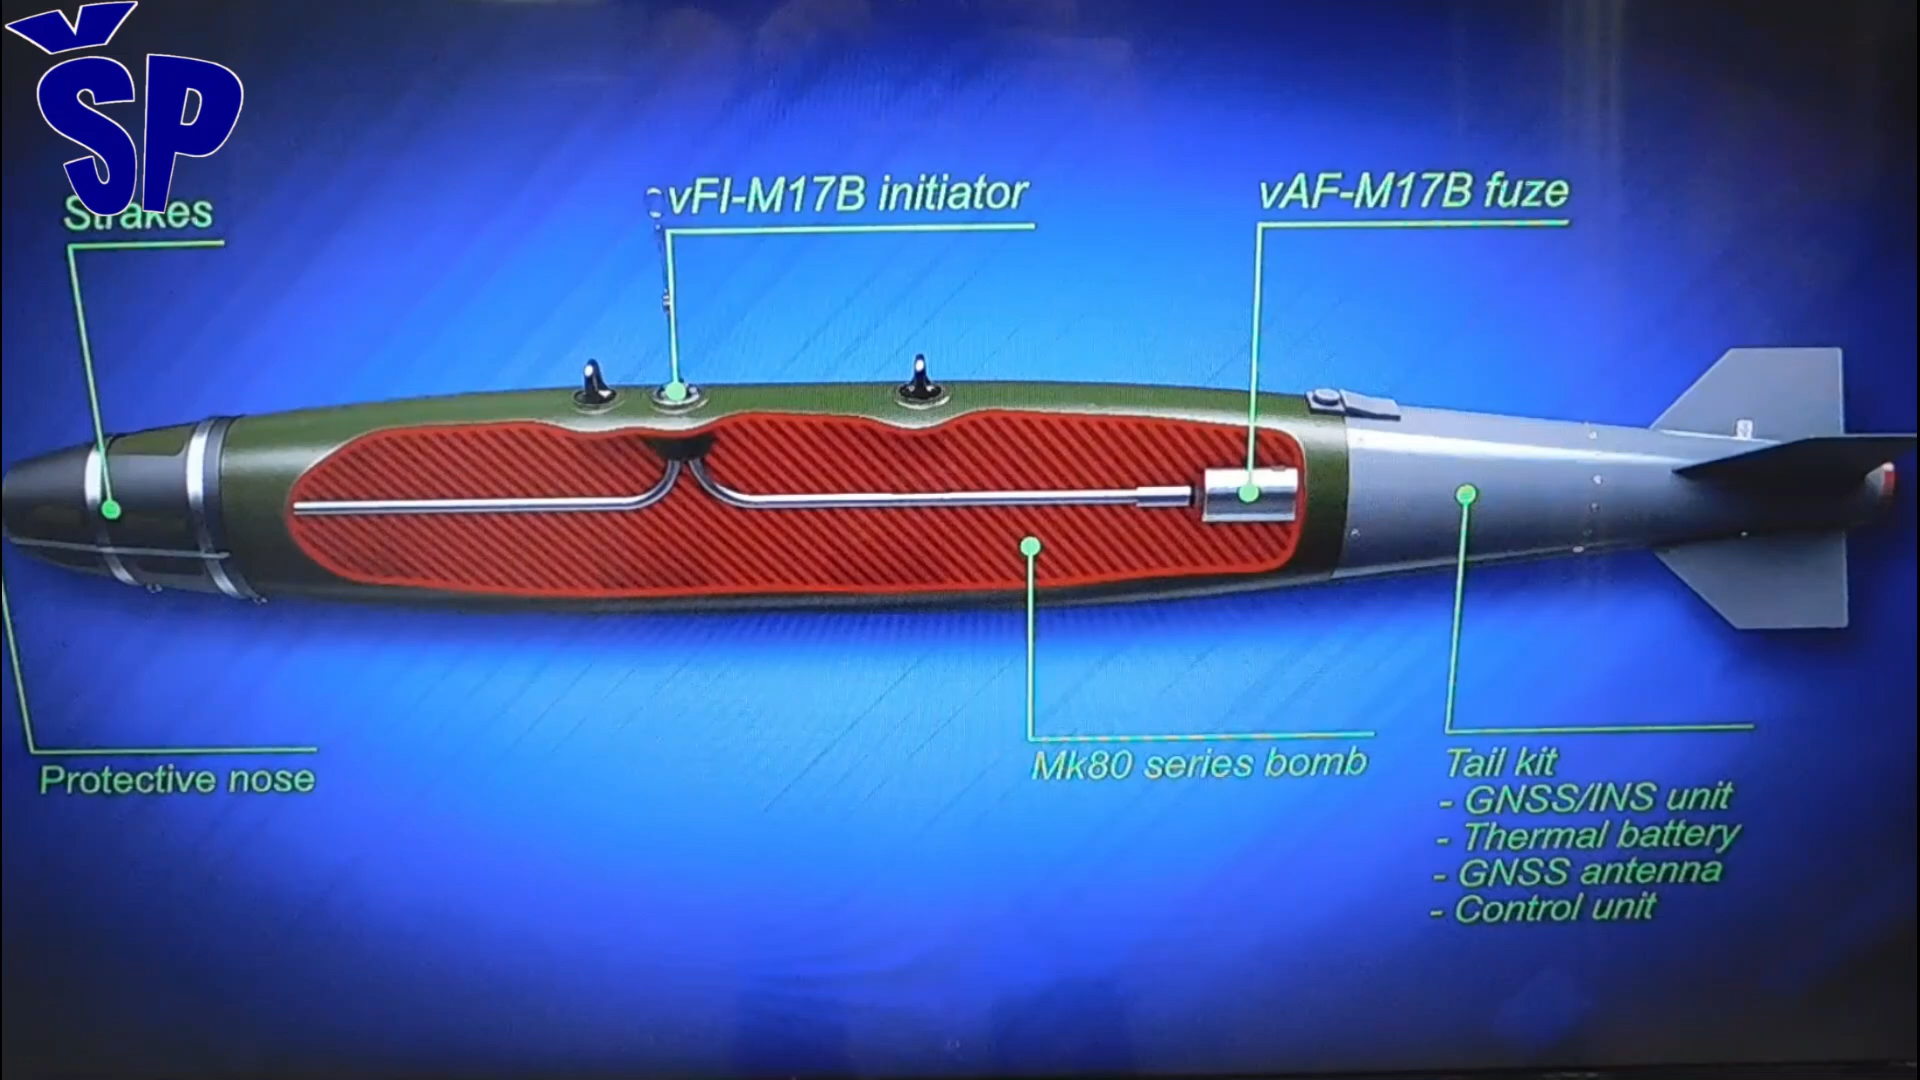 ŠP
Strakes
vFI-M17B initiator
vAF-M17B fuze
Protective nose
Mk80 series bomb
Tail kit
- GNSS/INS unit
- Thermal battery
- GNSS antenna
- Control unit